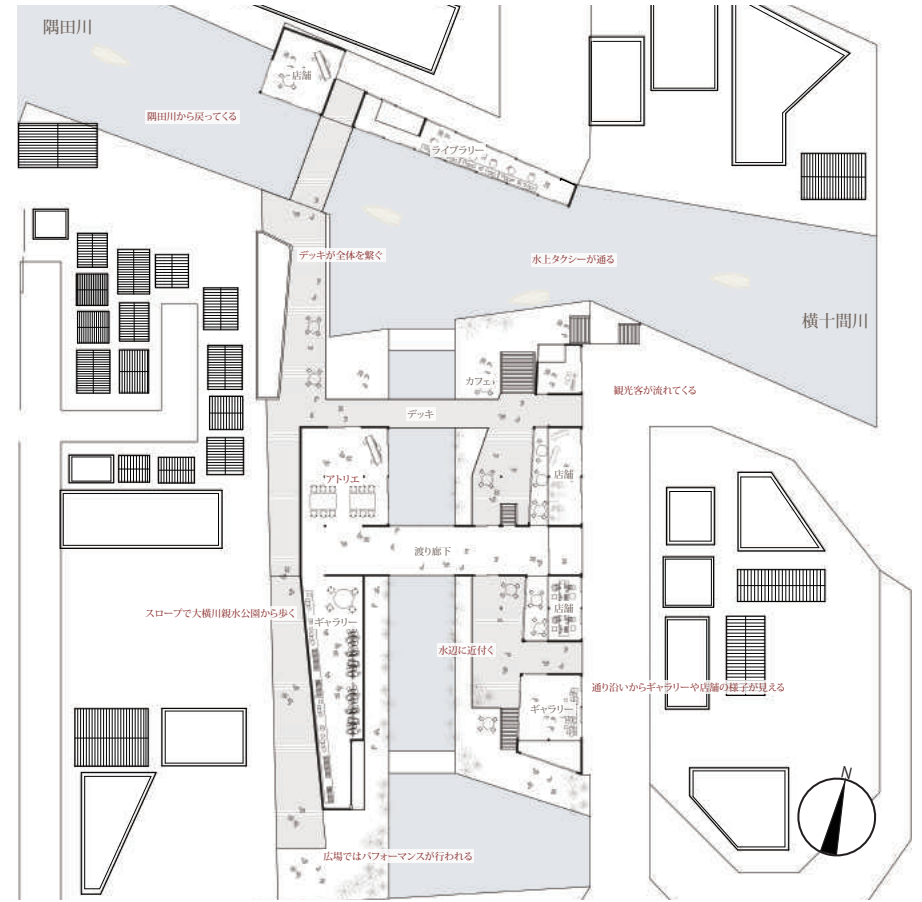 隅田川
店舗
隅田川から戻ってくる
ライブラリー
デッキが全体を繋ぐ
水上タクシーが通る
横十間川
カフェ
観光客が流れてくる
デッキ
アトリエ
店舗
渡り廊下
スロープで大横川親水公園から歩く
ギャラリー
店舗
水辺に近付く
通り沿いからギャラリーや店舗の様子が見える
ギャラリー
N
広場ではパフォーマンスが行われる